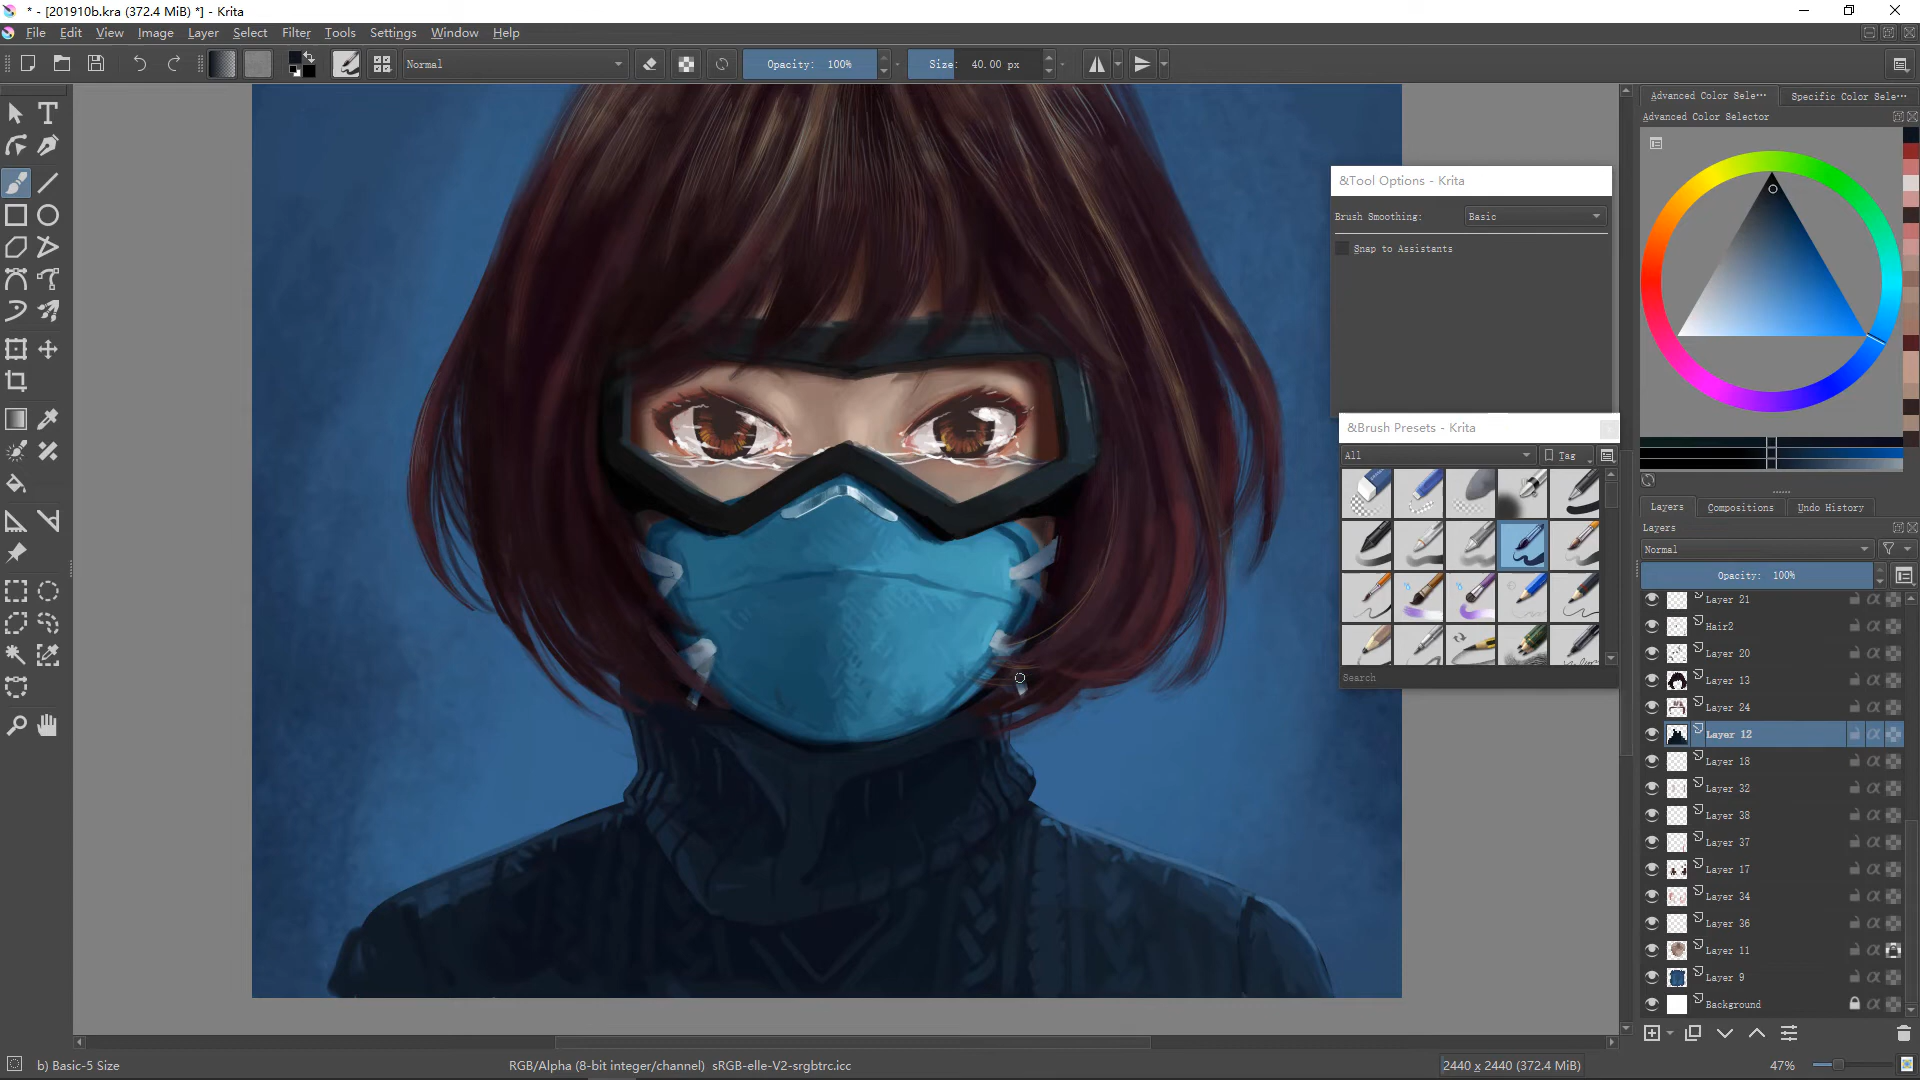 * - [201910b.kra (372.4 MiB) *] - Krita
File Edit View Image Layer Select Filter Tools Settings Window Help
Normal
Opacity: 100%
Size: 40.00 px
Advanced Color Sele···
Specific Color Sele···
Advanced Color Selector
&Tool Options - Krita
Brush Smoothing:
Basic
Snap to Assistants
&Brush Presets - Krita
All
Tag
Search
Layers
Compositions
Undo History
Layers
Normal
Opacity: 100%
Layer 21
Hair2
Layer 20
Layer 13
Layer 24
Layer 12
Layer 18
Layer 32
Layer 38
Layer 37
Layer 17
Layer 34
Layer 36
Layer 11
Layer 9
Background
b) Basic-5 Size
RGB/Alpha (8-bit integer/channel) sRGB-elle-V2-srgbtrc.icc
2440 x 2440 (372.4 MiB)
47%